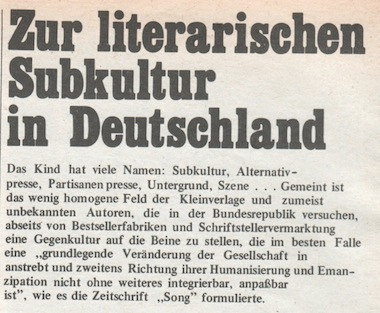 Zur literarischen
Subkultur
in Deutschland
Das Kind hat viele Namen: Subkultur, Alternativ-
presse, Partisanenpresse, Untergrund, Szene . . . Gemeint ist
das wenig homogene Feld der Kleinverlage und zumeist
unbekannten Autoren, die in der Bundesrepublik versuchen,
abseits von Bestsellerfabriken und Schriftstellervermarktung
eine Gegenkultur auf die Beine zu stellen, die im besten Falle
eine „grundlegende Veränderung der Gesellschaft in
anstrebt und zweitens Richtung ihrer Humanisierung und Eman-
zipation nicht ohne weiteres integrierbar, anpaßbar
ist”, wie es die Zeitschrift „Song” formulierte.